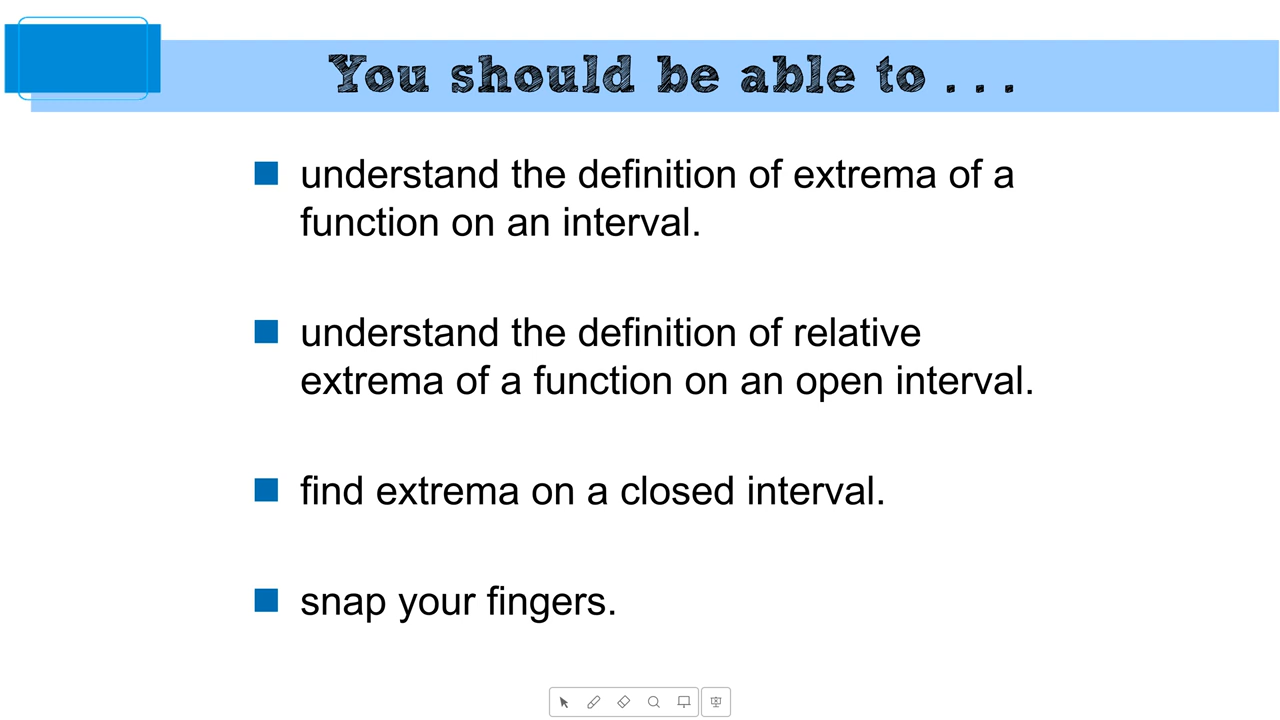 You should be able to . . .
understand the definition of extrema of a
function on an interval.
understand the definition of relative
extrema of a function on an open interval.
find extrema on a closed interval.
snap your fingers.